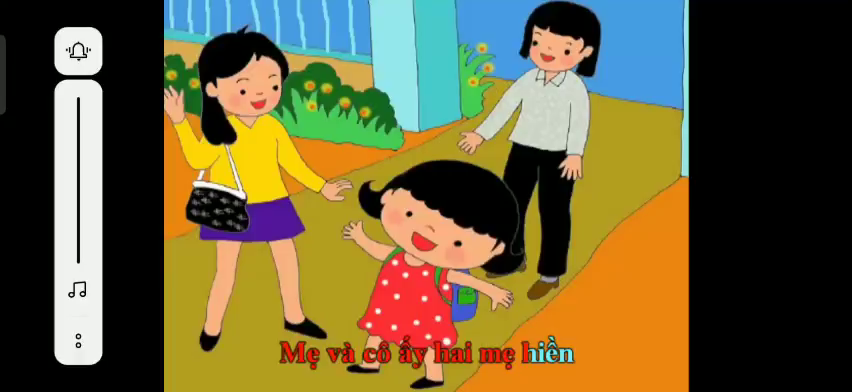 Mẹ và cô ấy hai mẹ hiền